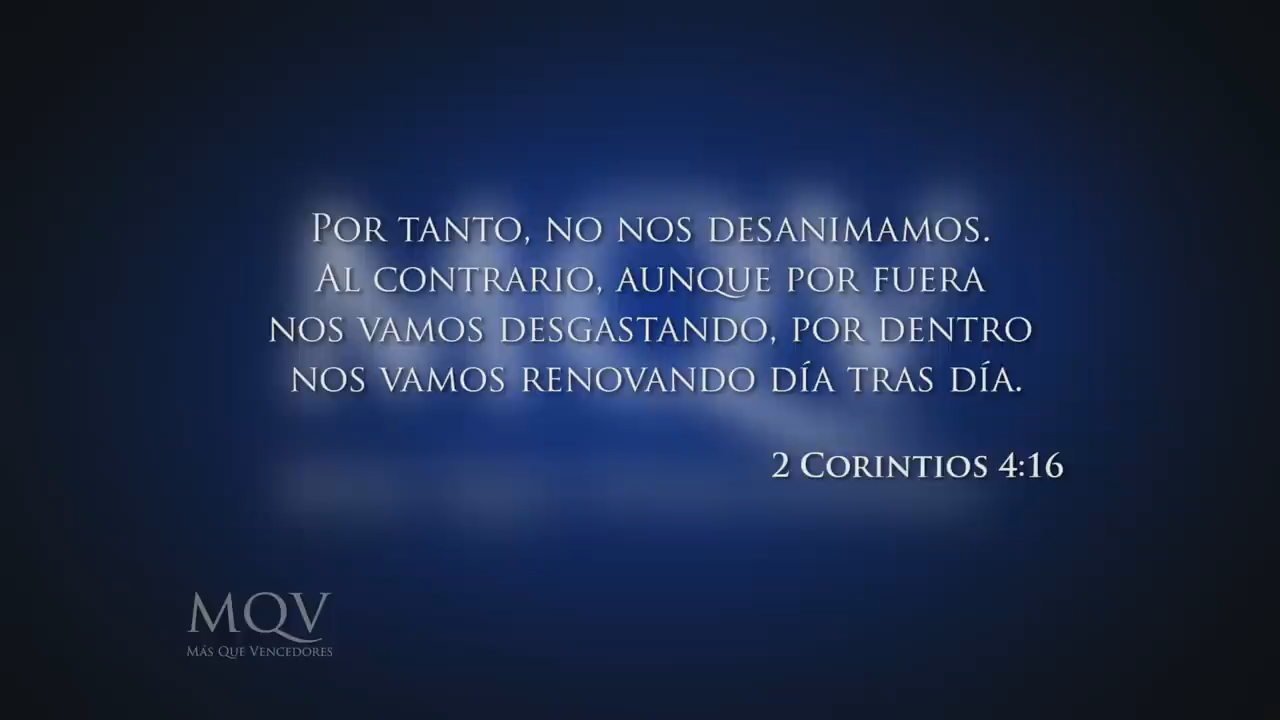 Por tanto, no nos desanimamos.
Al contrario, aunque por fuera
nos vamos desgastando, por dentro
nos vamos renovando día tras día.
2 Corintios 4:16
MQV
Más Que Vencedores